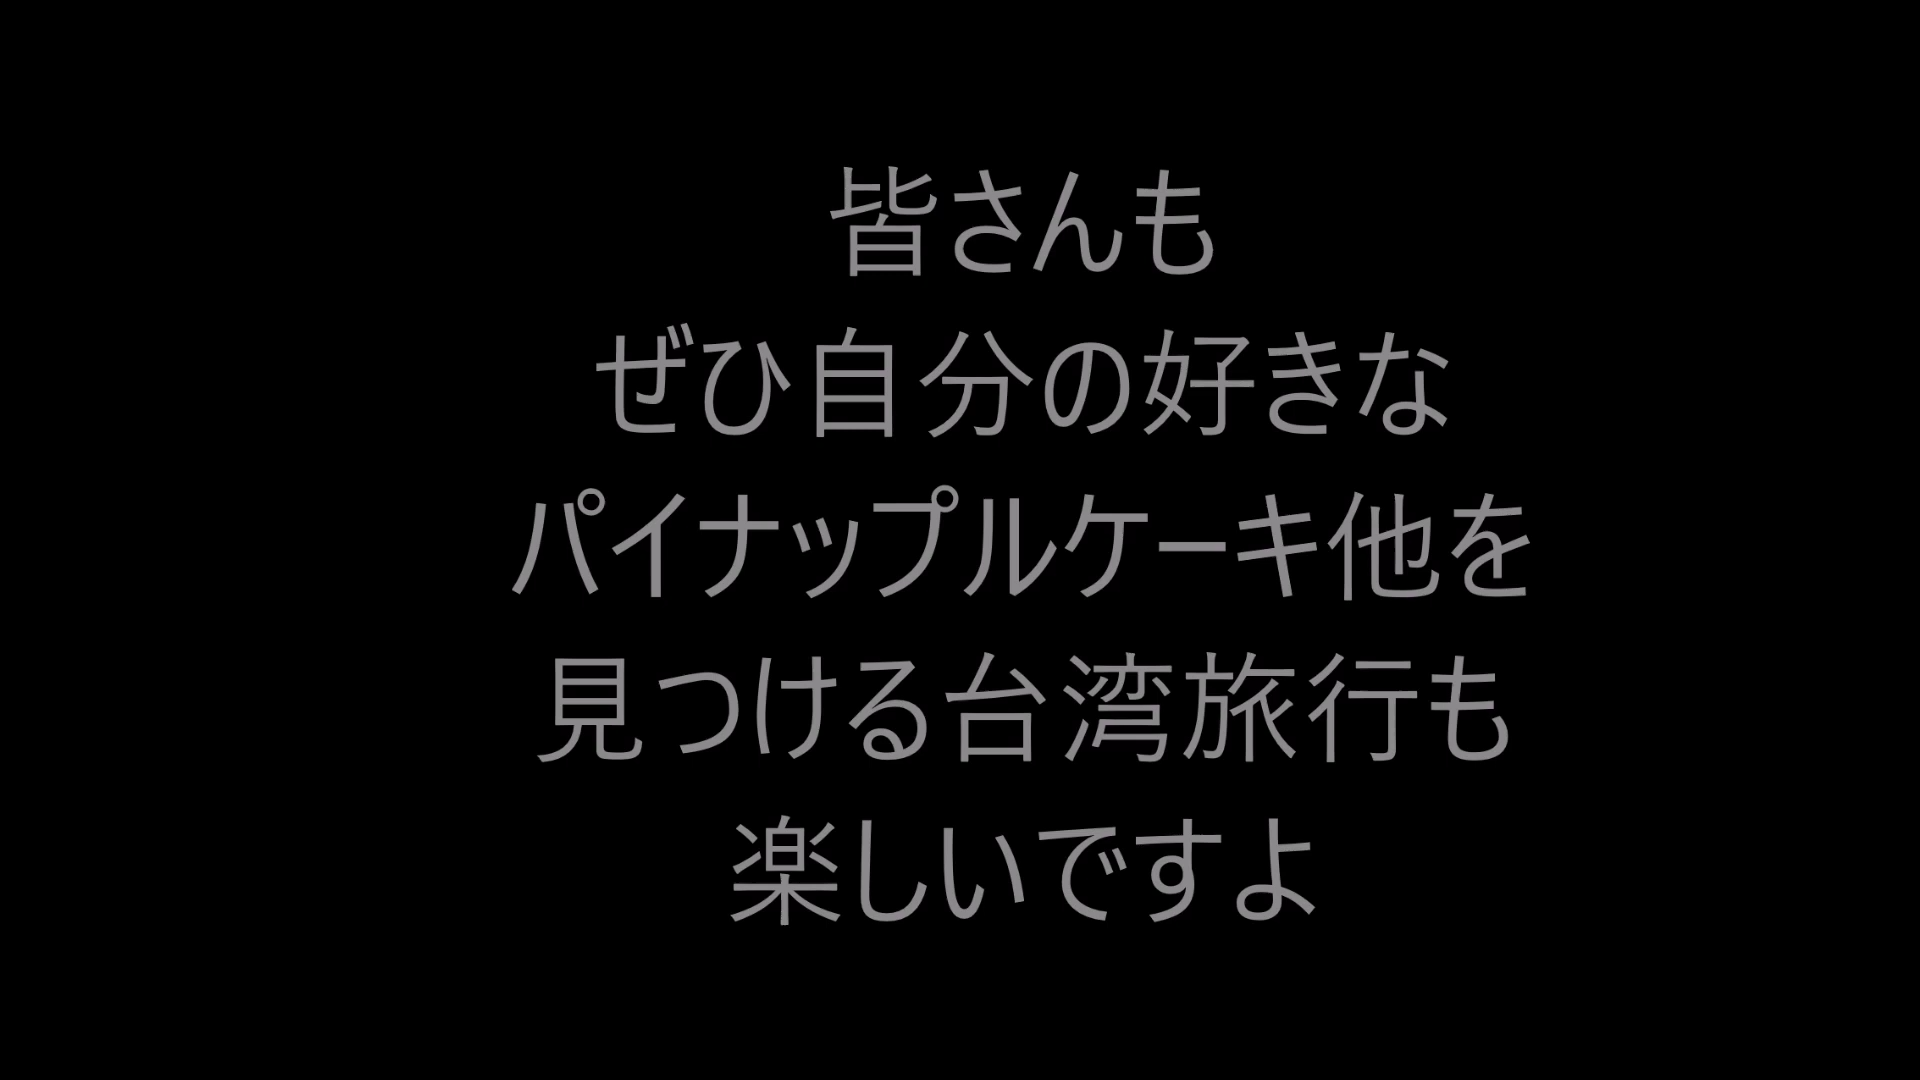 皆さんも
ぜひ自分の好きな
パイナップルケーキ他を
見つける台湾旅行も
楽しいですよ